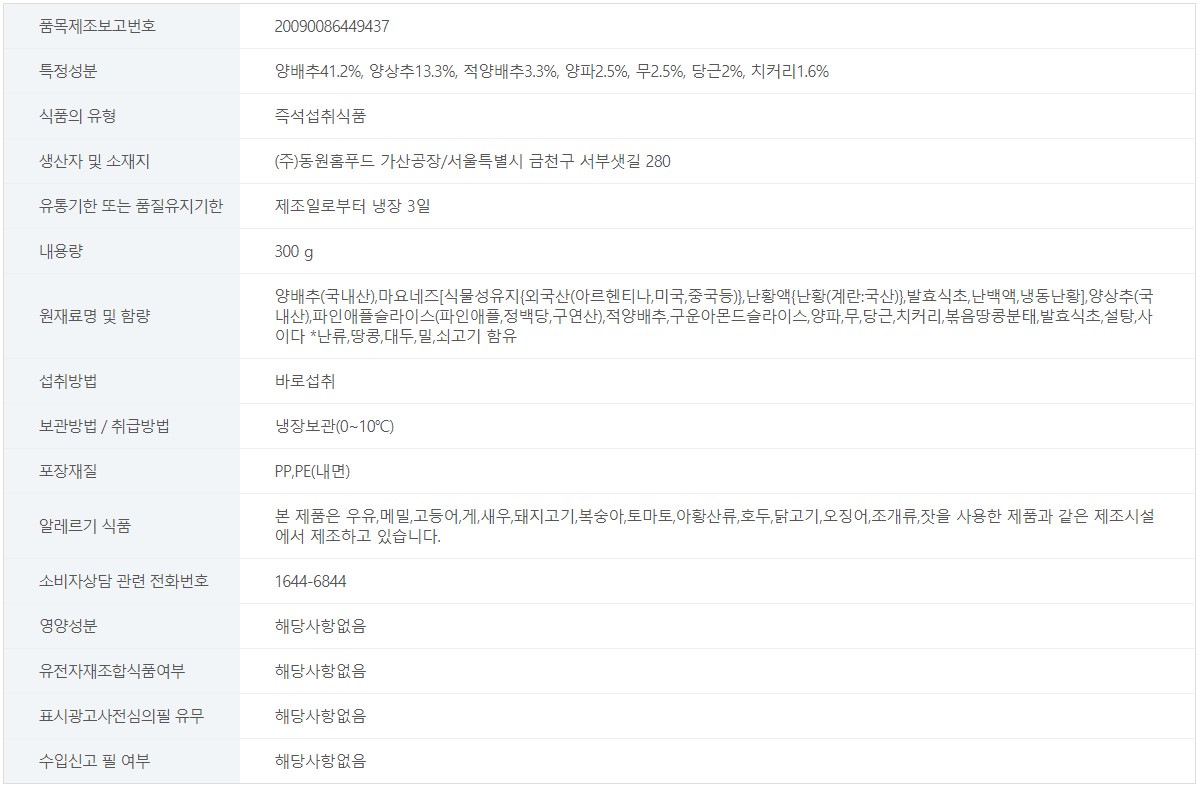 품목제조보고번호 20090086449437
특정성분 양배추41.2%, 양상추13.3%, 적양배추3.3%, 양파2.5%, 무2.5%, 당근2%, 치커리1.6%
식품의 유형 즉석섭취식품
생산자 및 소재지 (주)동원홈푸드 가산공장/서울특별시 금천구 서부샛길 280
유통기한 또는 품질유지기한 제조일로부터 냉장 3일
내용량 300 g
원재료명 및 함량
양배추(국내산),마요네즈[식물성유지{외국산(아르헨티나,미국,중국등)},난황액{난황(계란:국산)},발효식초,난백액,냉동난황],양상추(국
내산),파인애플슬라이스(파인애플,정백당,구연산),적양배추,구운아몬드슬라이스,양파,무,당근,치커리,볶음땅콩분태,발효식초,설탕,사
이다 *난류,땅콩,대두,밀,쇠고기 함유
섭취방법 바로섭취
보관방법 / 취급방법 냉장보관(0~10℃)
포장재질 PP,PE(내면)
알레르기 식품
본 제품은 우유,메밀,고등어,게,새우,돼지고기,복숭아,토마토,아황산류,호두,닭고기,오징어,조개류,잣을 사용한 제품과 같은 제조시설
에서 제조하고 있습니다.
소비자상담 관련 전화번호 1644-6844
영양성분 해당사항없음
유전자재조합식품여부 해당사항없음
표시광고사전심의필 유무 해당사항없음
수입신고 필 여부 해당사항없음